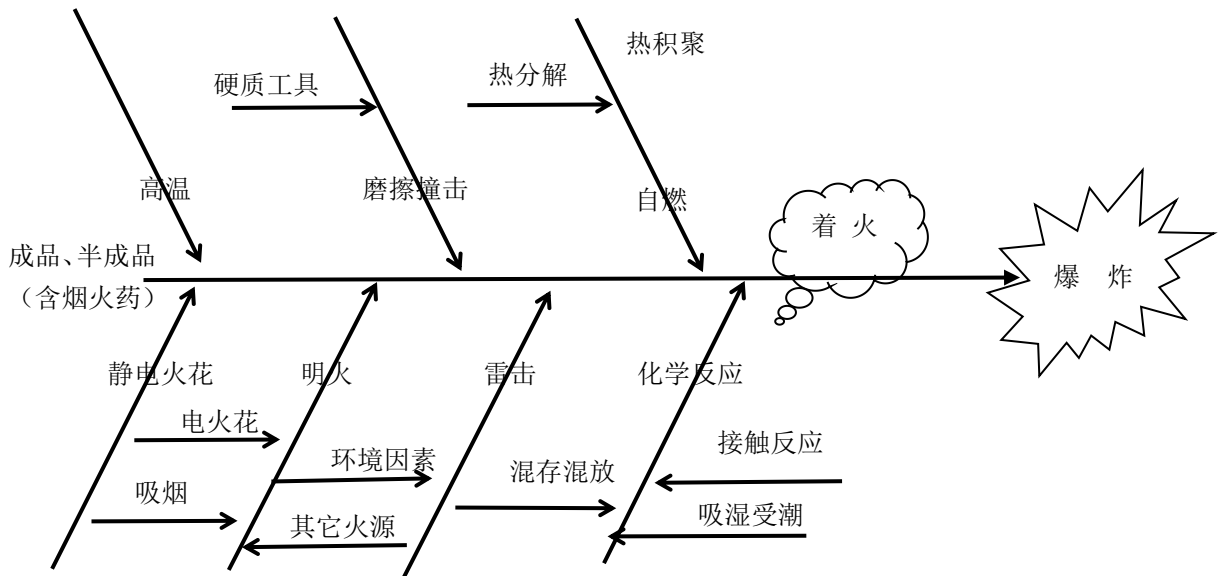 热积聚
热分解
硬质工具
高温
磨擦撞击
自燃
着 火
成品、半成品
（含烟火药）
爆 炸
静电火花
明火
雷击
化学反应
电火花
接触反应
环境因素
混存混放
吸烟
吸湿受潮
其它火源